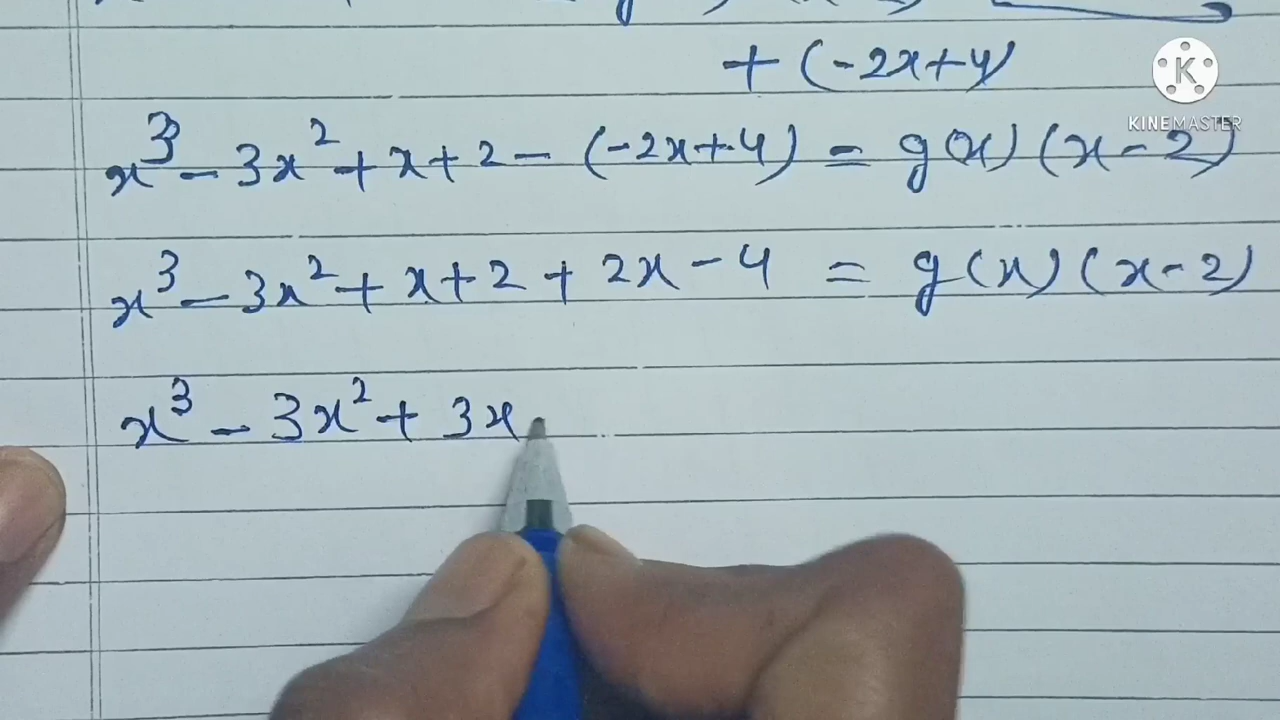 + (-2x+4)
K
KINEMASTER
x³ - 3x² + x + 2 - (-2x+4) = g(x) (x-2)
x³ - 3x² + x + 2 + 2x - 4 = g(x) (x-2)
x³ - 3x² + 3x